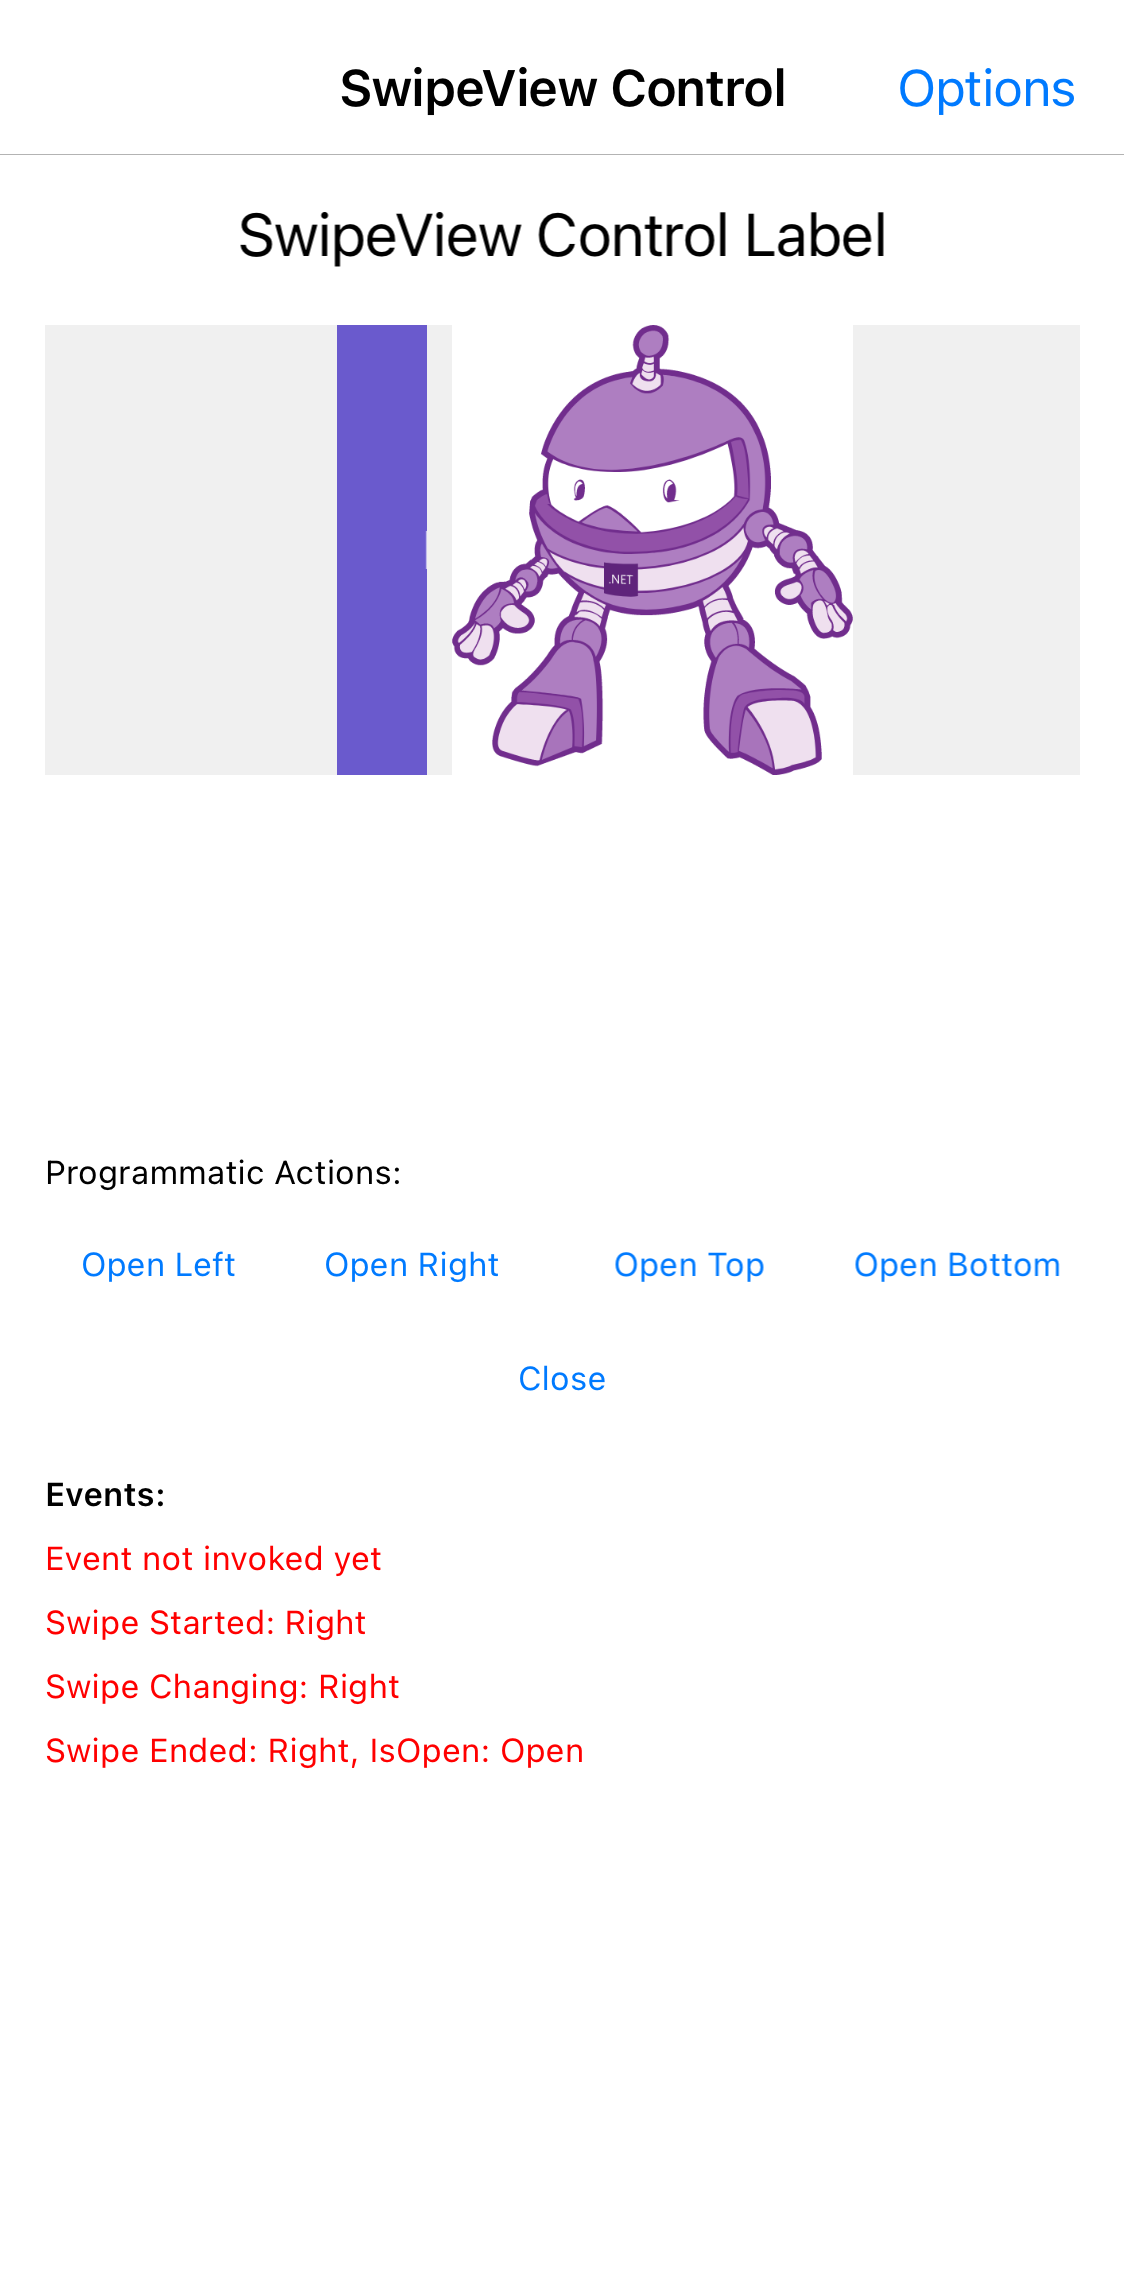 SwipeView Control
Options
SwipeView Control Label
.NET
Programmatic Actions:
Open Left
Open Right
Open Top
Open Bottom
Close
Events:
Event not invoked yet
Swipe Started: Right
Swipe Changing: Right
Swipe Ended: Right, IsOpen: Open